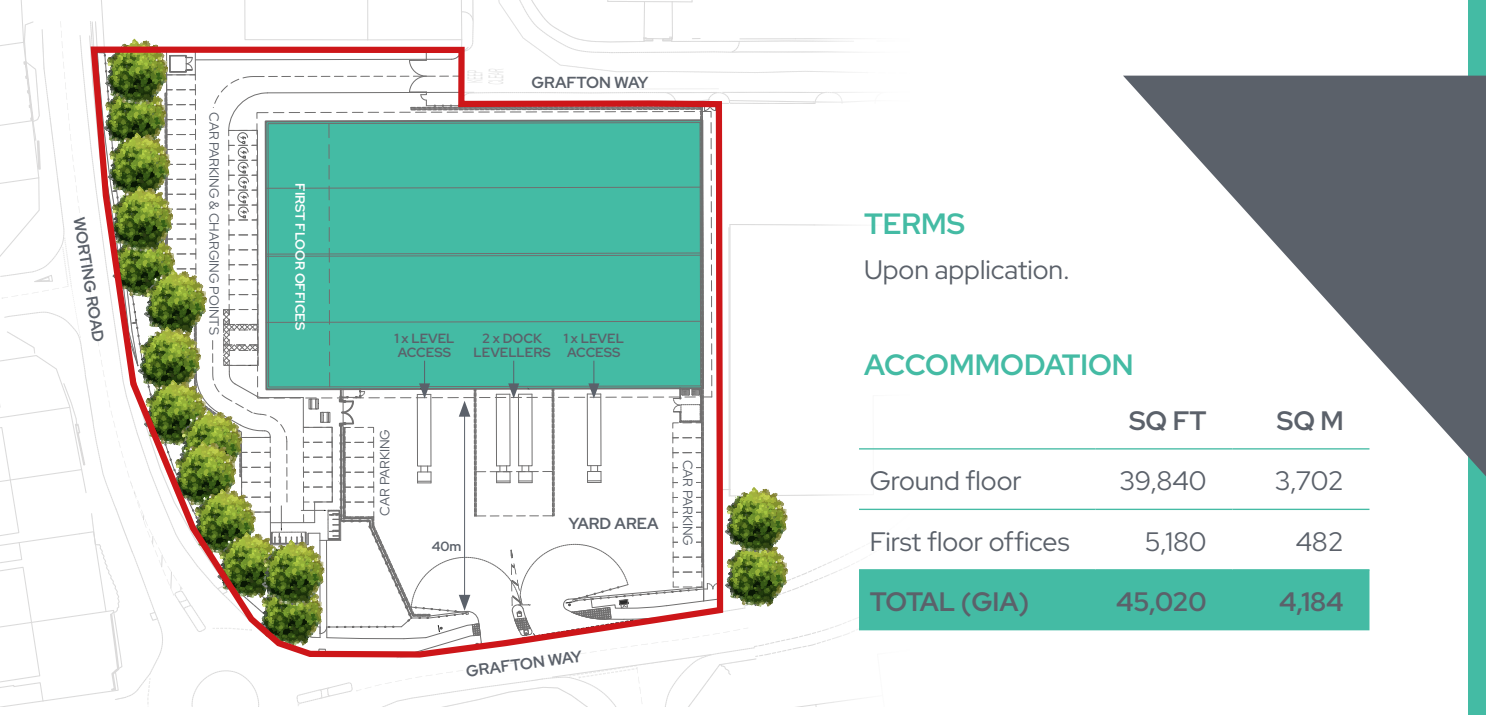 GRAFTON WAY
CAR PARKING & CHARGING POINTS
WORTING ROAD
FIRST FLOOR OFFICES
1 x LEVEL
ACCESS
2 x DOCK
LEVELLERS
1 x LEVEL
ACCESS
CAR PARKING
CAR PARKING
YARD AREA
40m
GRAFTON WAY
TERMS
Upon application.
ACCOMMODATION
SQ FT SQ M
Ground floor 39,840 3,702
First floor offices 5,180 482
TOTAL (GIA) 45,020 4,184